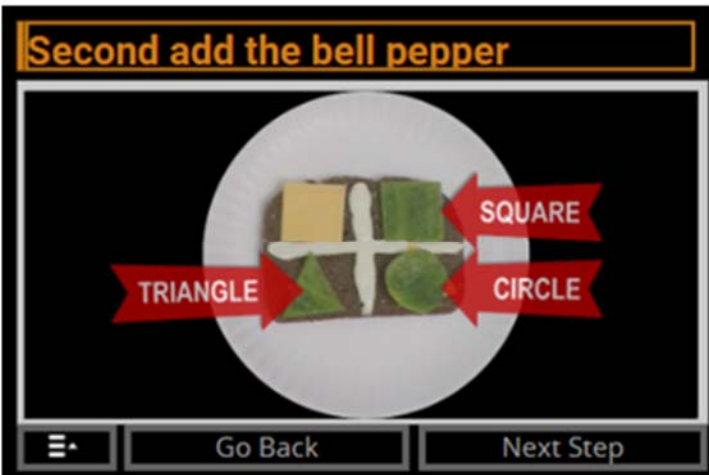 Second add the bell pepper
SQUARE
TRIANGLE
CIRCLE
Go Back
Next Step